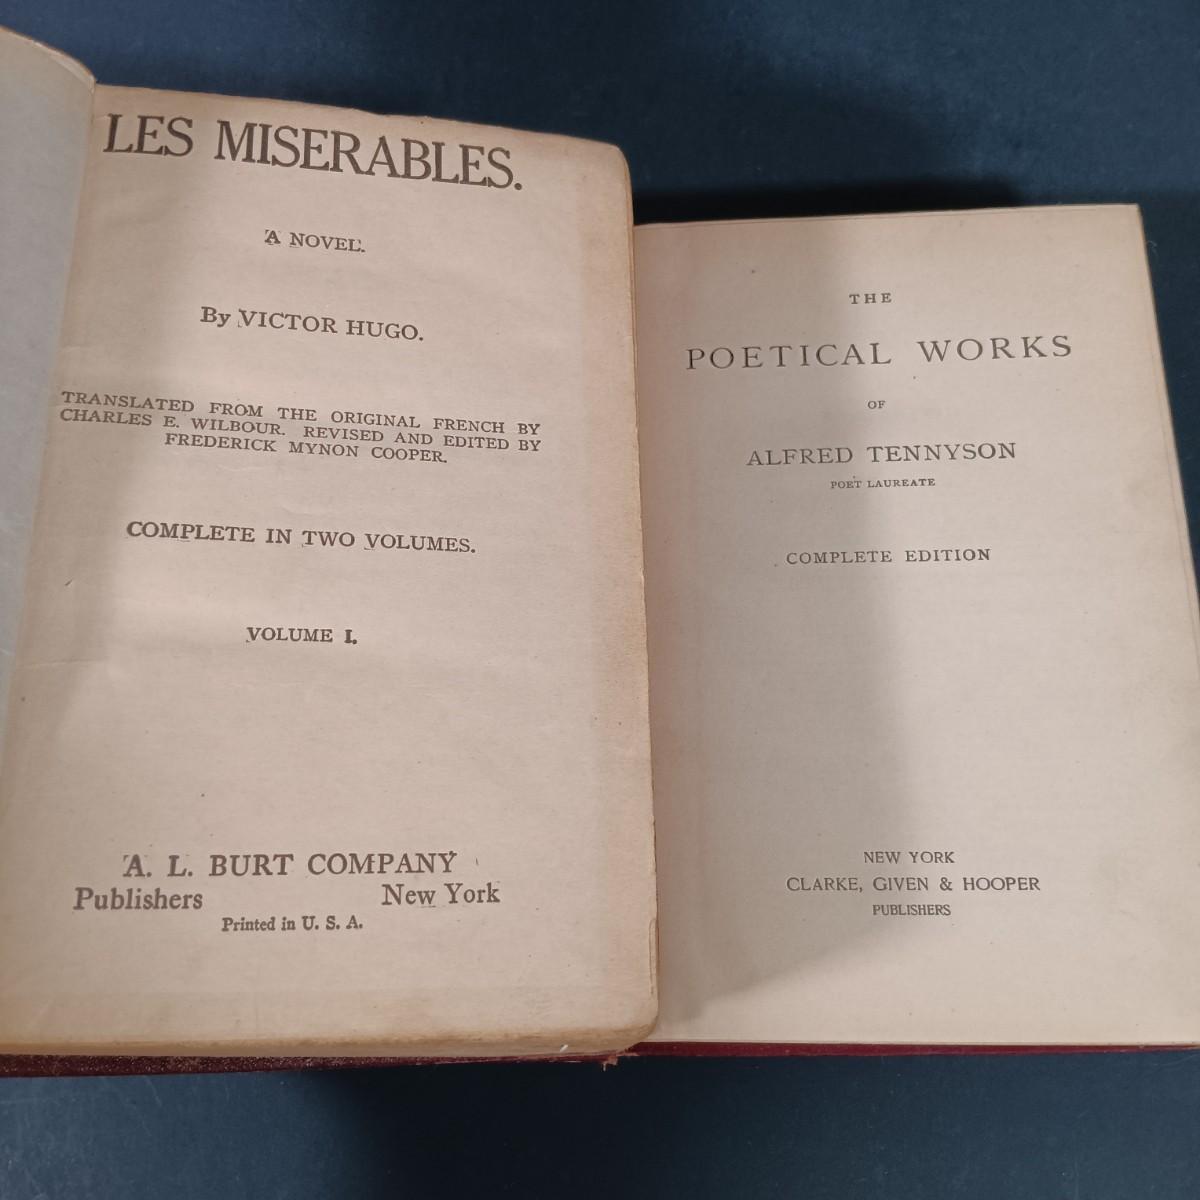 LES MISERABLES.
A NOVEL.
By VICTOR HUGO.
TRANSLATED FROM THE ORIGINAL FRENCH BY
CHARLES E. WILBOUR. REVISED AND EDITED BY
FREDERICK MYNON COOPER.
COMPLETE IN TWO VOLUMES.
VOLUME I.
A. L. BURT COMPANY
Publishers New York
Printed in U. S. A.
THE
POETICAL WORKS
OF
ALFRED TENNYSON
POET LAUREATE
COMPLETE EDITION
NEW YORK
CLARKE, GIVEN & HOOPER
PUBLISHERS